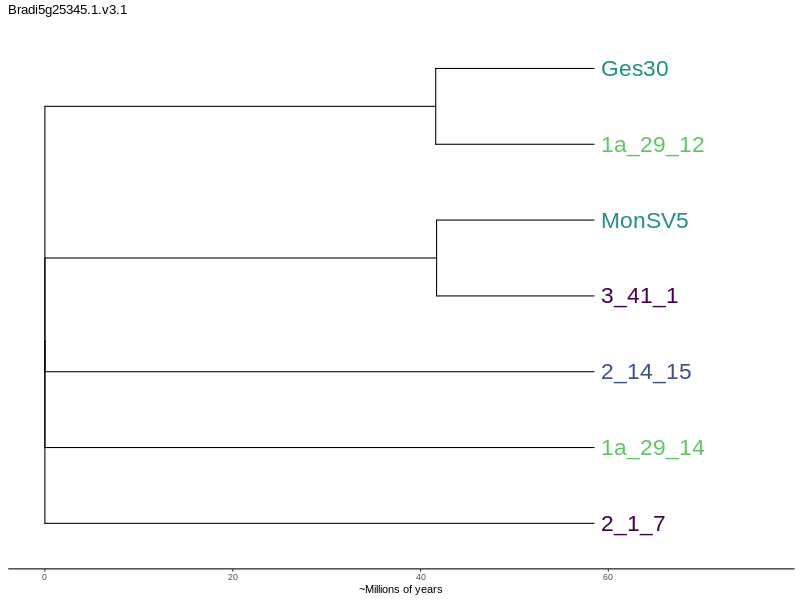 Bradi5g25345.1.v3.1
Ges30
1a_29_12
MonSV5
3_41_1
2_14_15
1a_29_14
2_1_7
0 20 40 60
~Millions of years